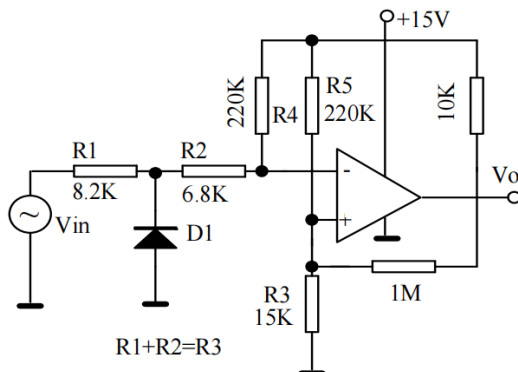 +15V
220K
R4
R5
220K
10K
R1
8.2K
R2
6.8K
-
+
Vo
~
Vin
D1
R3
15K
1M
R1+R2=R3